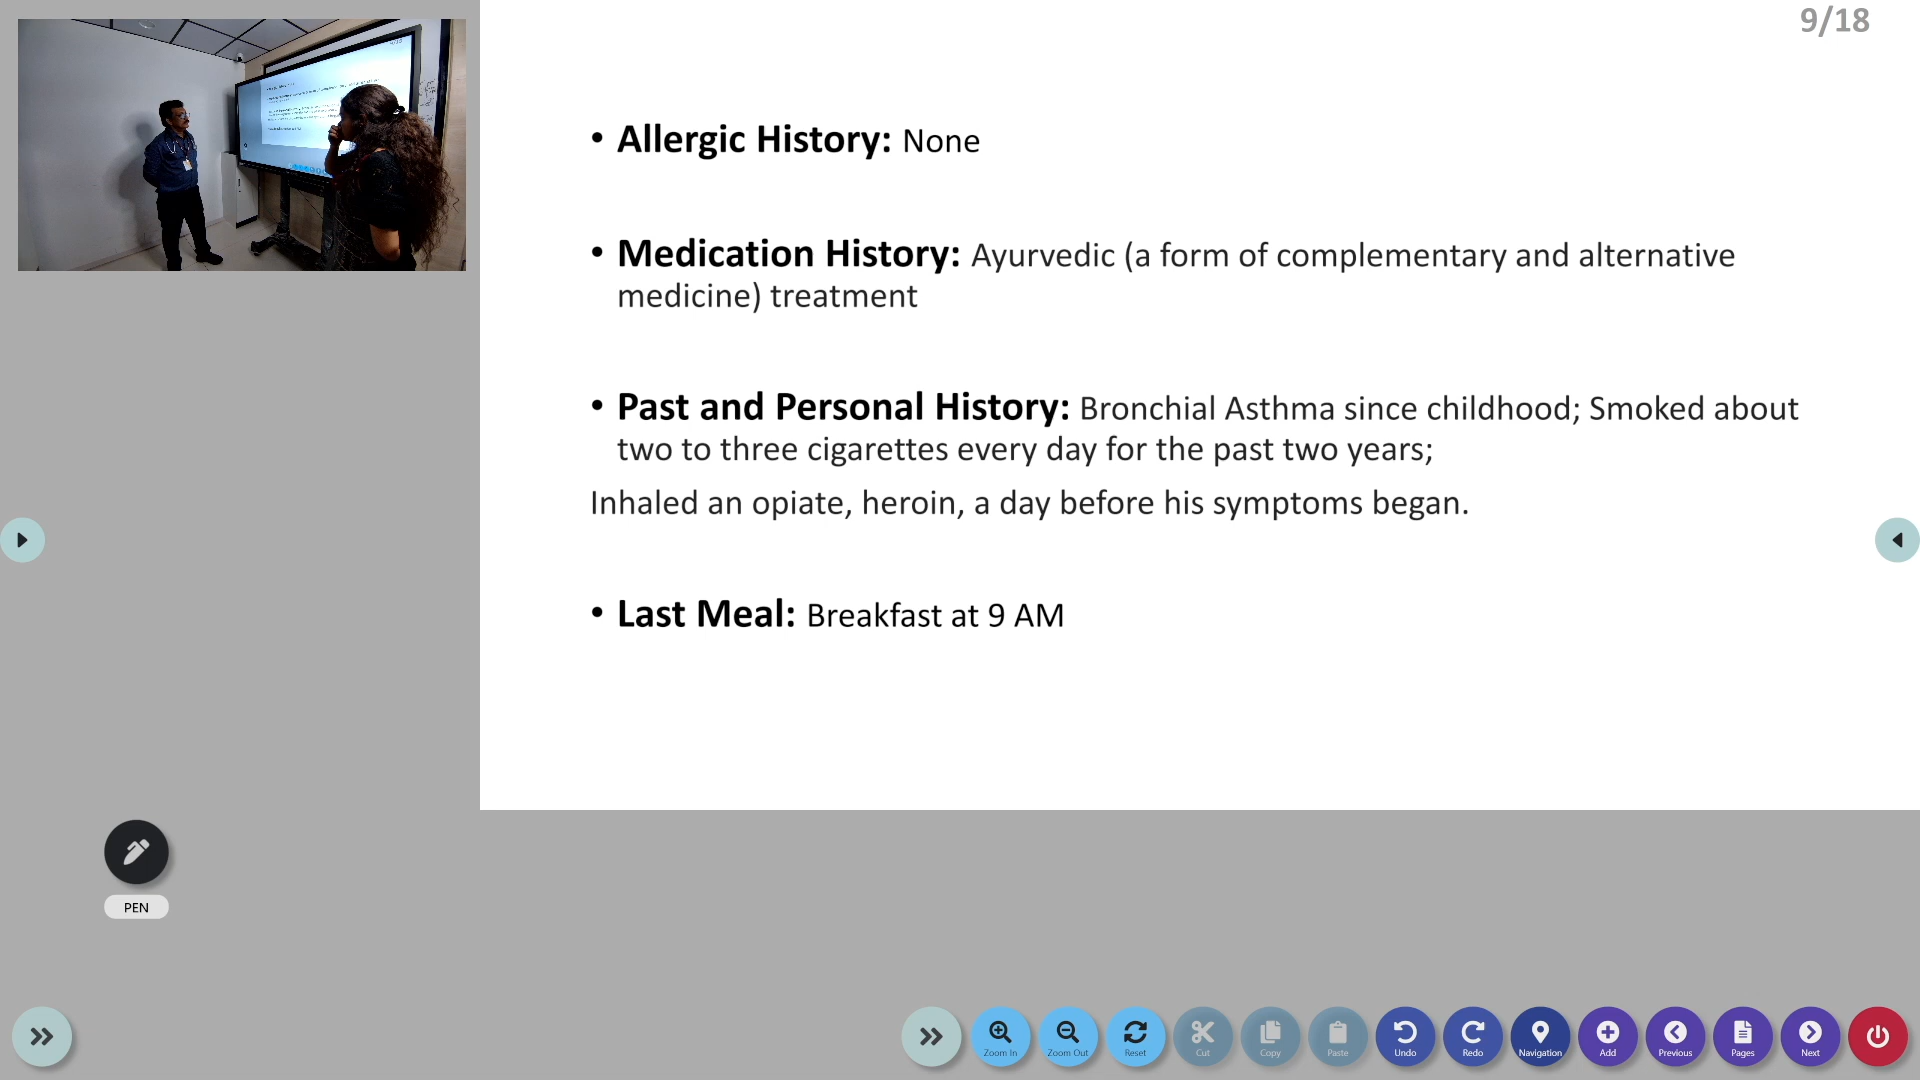 9/18
• Allergic History: None
• Medication History: Ayurvedic (a form of complementary and alternative
medicine) treatment
• Past and Personal History: Bronchial Asthma since childhood; Smoked about
two to three cigarettes every day for the past two years;
Inhaled an opiate, heroin, a day before his symptoms began.
• Last Meal: Breakfast at 9 AM
PEN
Zoom In
Zoom Out
Reset
Cut
Copy
Paste
Undo
Redo
Navigation
Add
Previous
Pages
Next